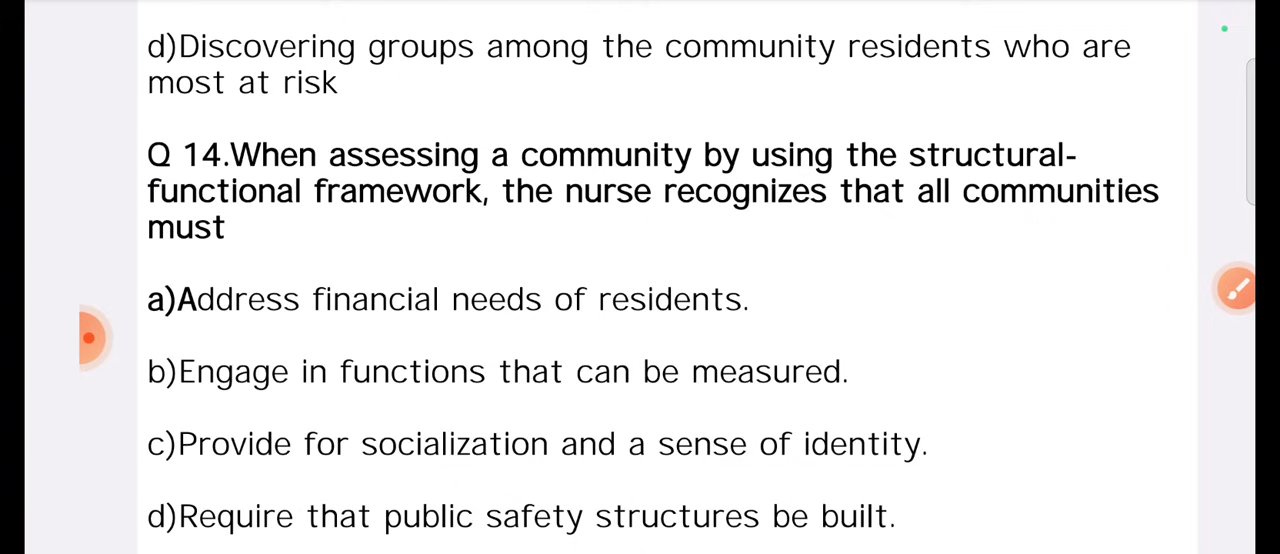 d)Discovering groups among the community residents who are
most at risk
Q 14.When assessing a community by using the structural-
functional framework, the nurse recognizes that all communities
must
a)Address financial needs of residents.
b)Engage in functions that can be measured.
c)Provide for socialization and a sense of identity.
d)Require that public safety structures be built.